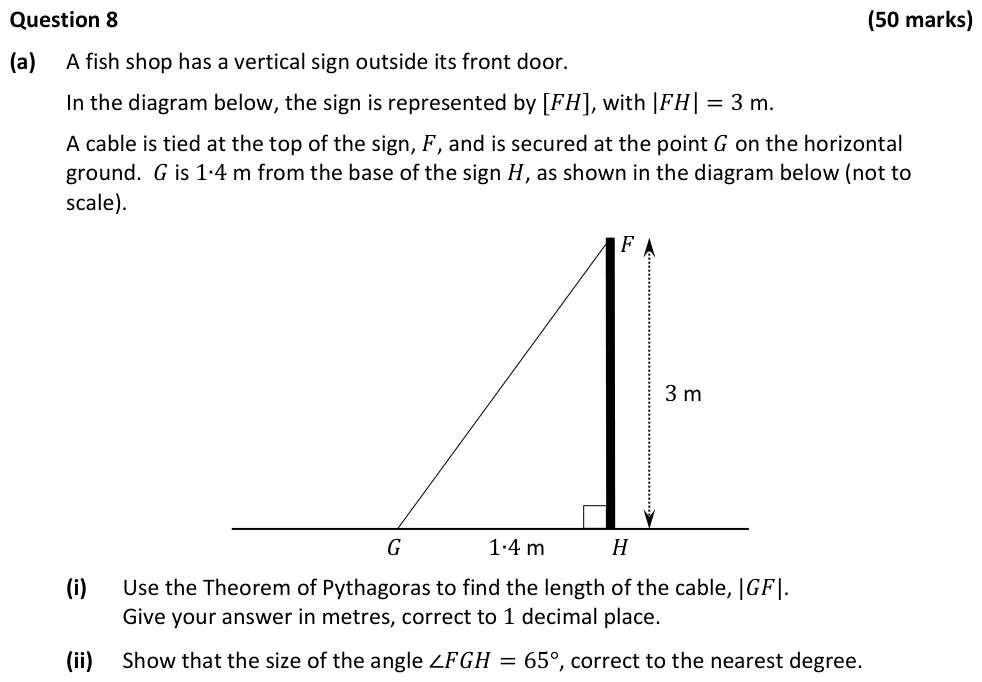 Question 8 (50 marks)
(a) A fish shop has a vertical sign outside its front door.
In the diagram below, the sign is represented by [FH], with |FH| = 3 m.
A cable is tied at the top of the sign, F, and is secured at the point G on the horizontal
ground. G is 1·4 m from the base of the sign H, as shown in the diagram below (not to
scale).
F
3 m
G 1·4 m H
(i) Use the Theorem of Pythagoras to find the length of the cable, |GF|.
Give your answer in metres, correct to 1 decimal place.
(ii) Show that the size of the angle ∠FGH = 65°, correct to the nearest degree.